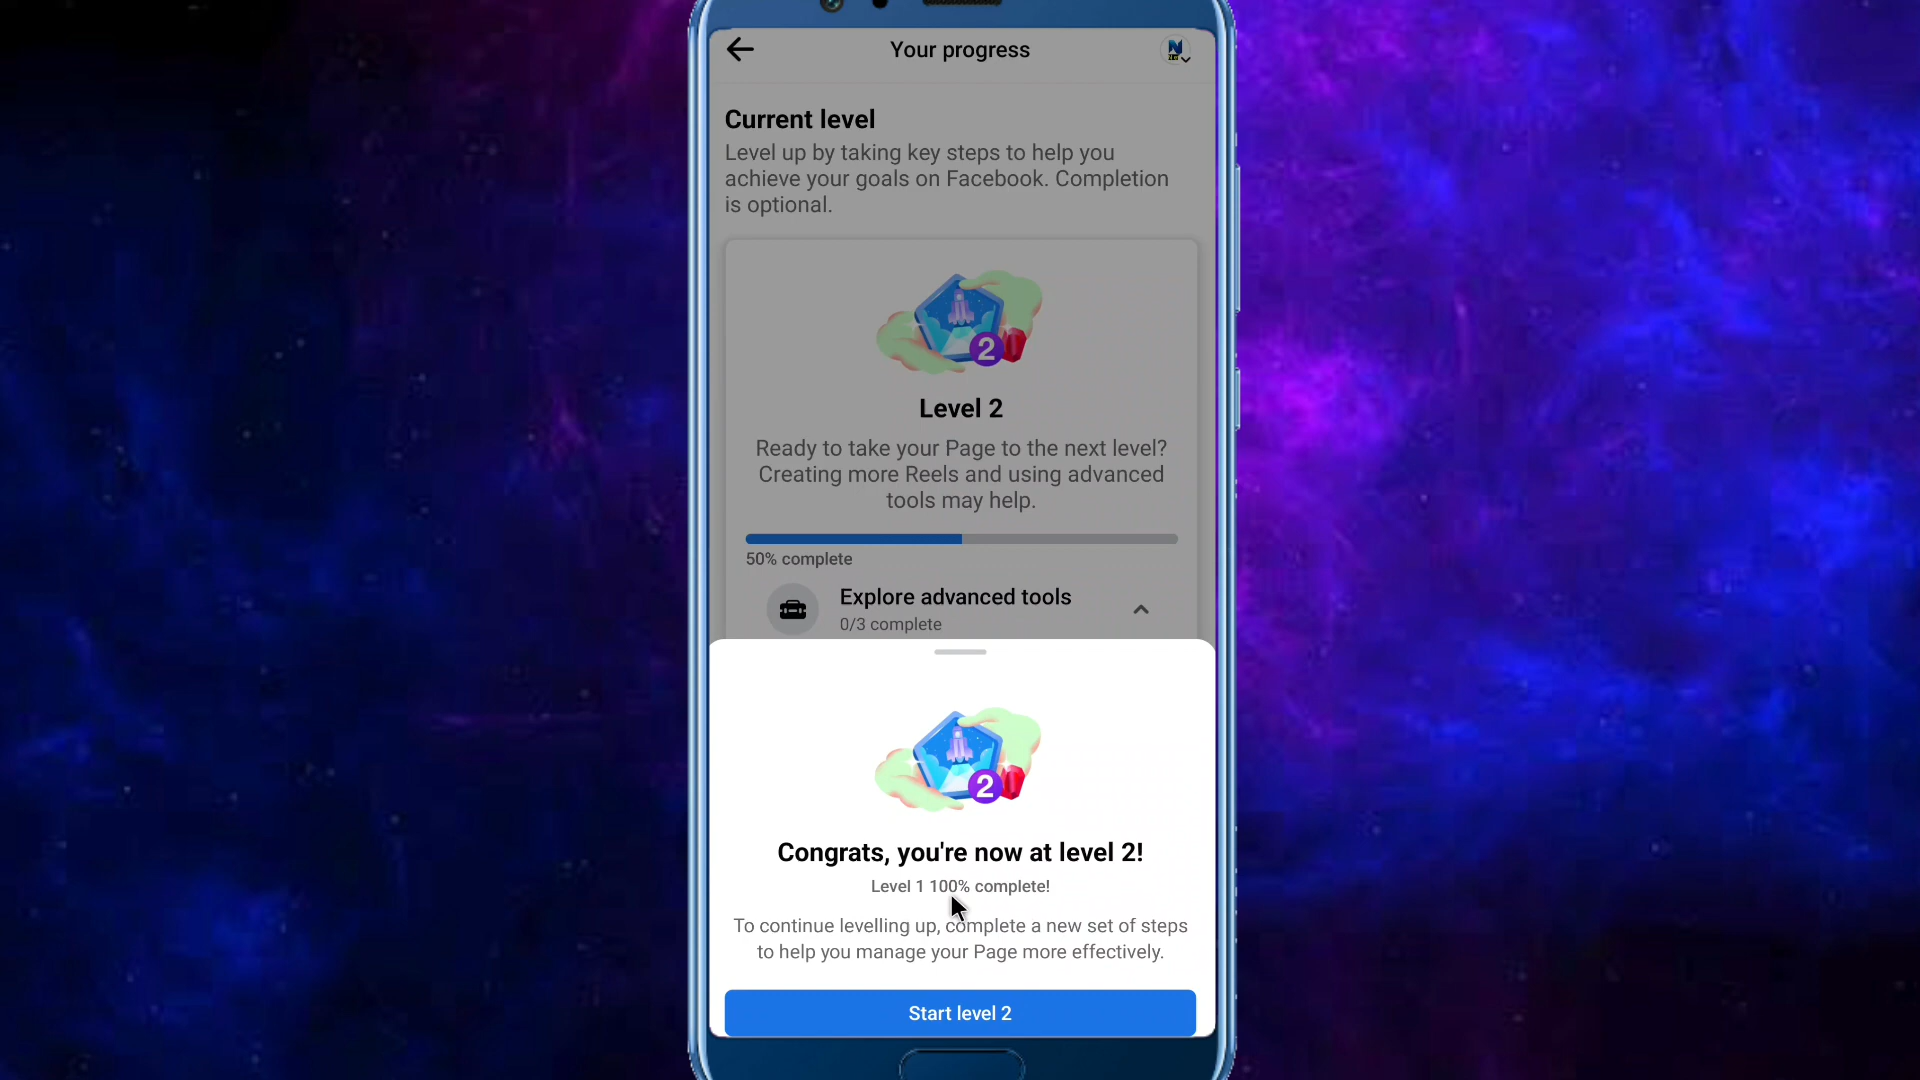 Your progress
Current level
Level up by taking key steps to help you
achieve your goals on Facebook. Completion
is optional.
2
Level 2
Ready to take your Page to the next level?
Creating more Reels and using advanced
tools may help.
50% complete
Explore advanced tools
0/3 complete
2
Congrats, you're now at level 2!
Level 1 100% complete!
To continue levelling up, complete a new set of steps
to help you manage your Page more effectively.
Start level 2